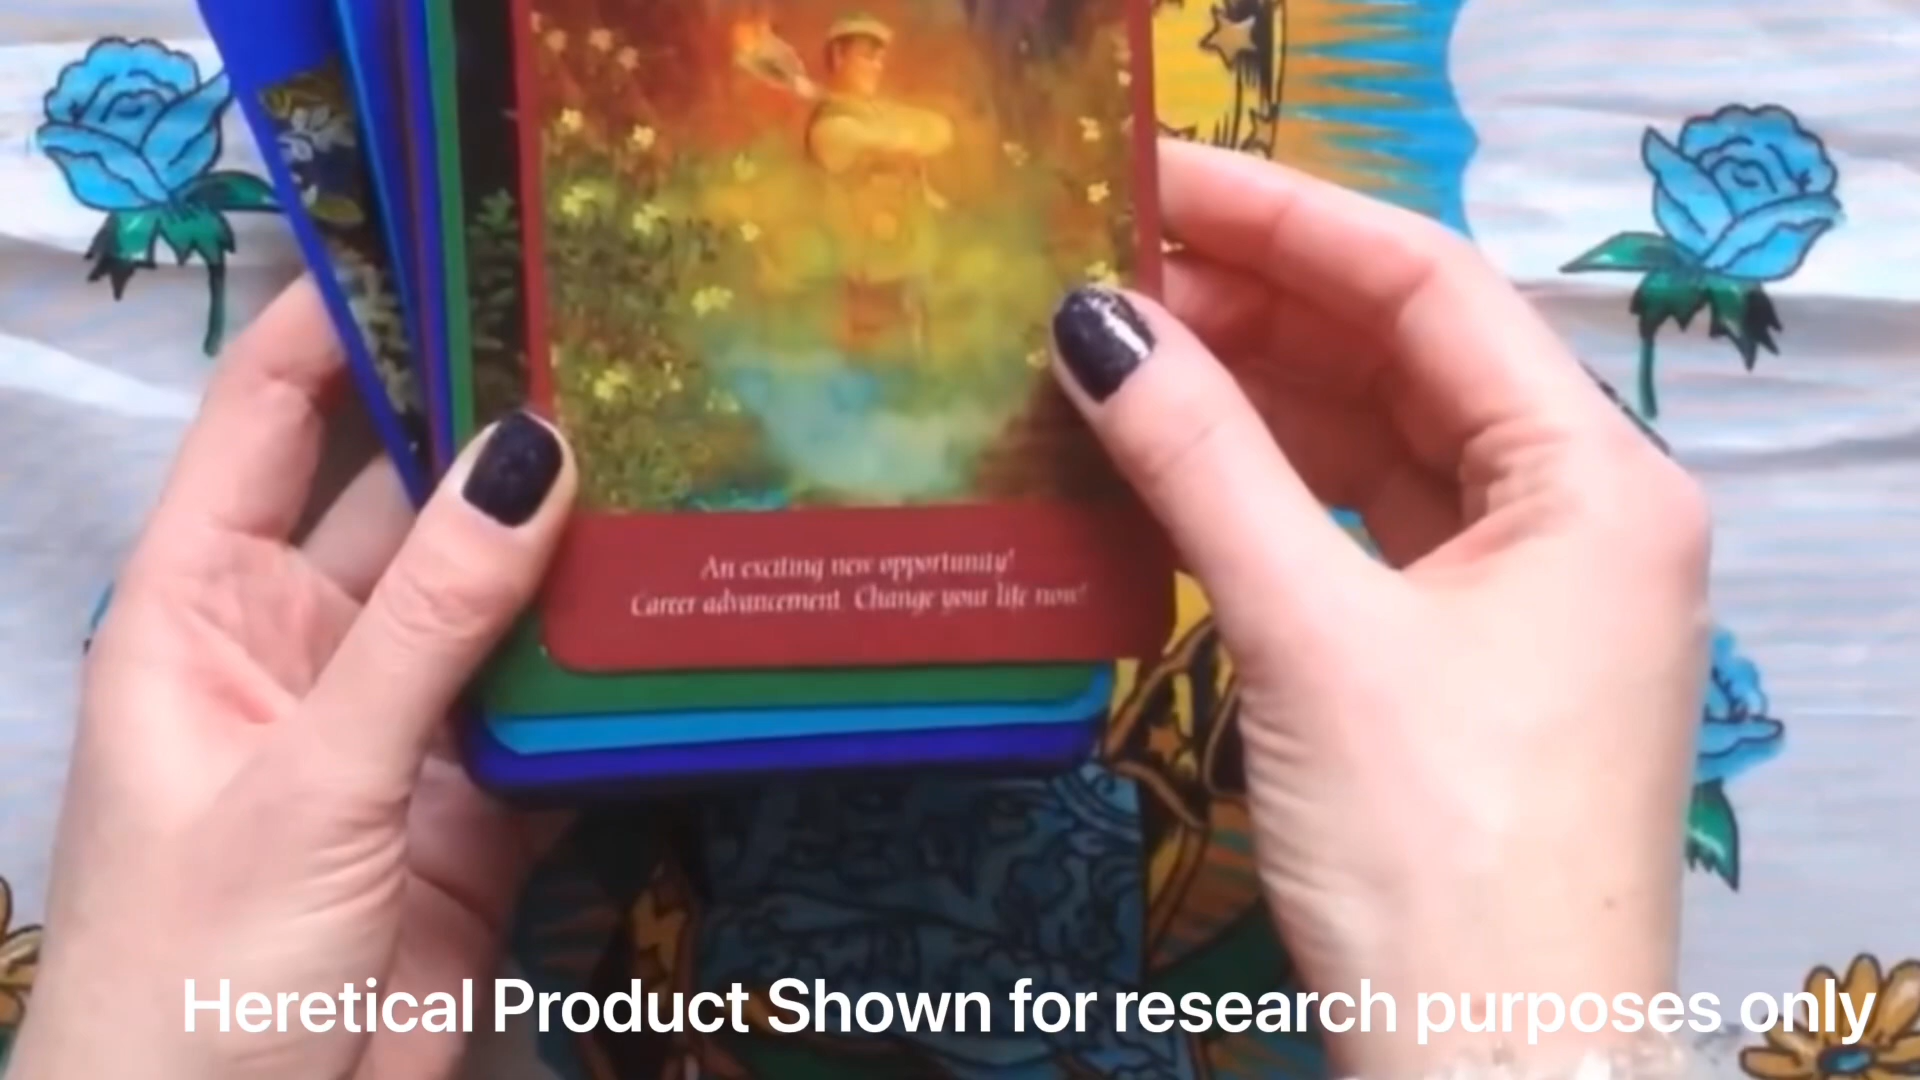 An exciting new opportunity!
Career advancement. Change your life now!
Heretical Product Shown for research purposes only